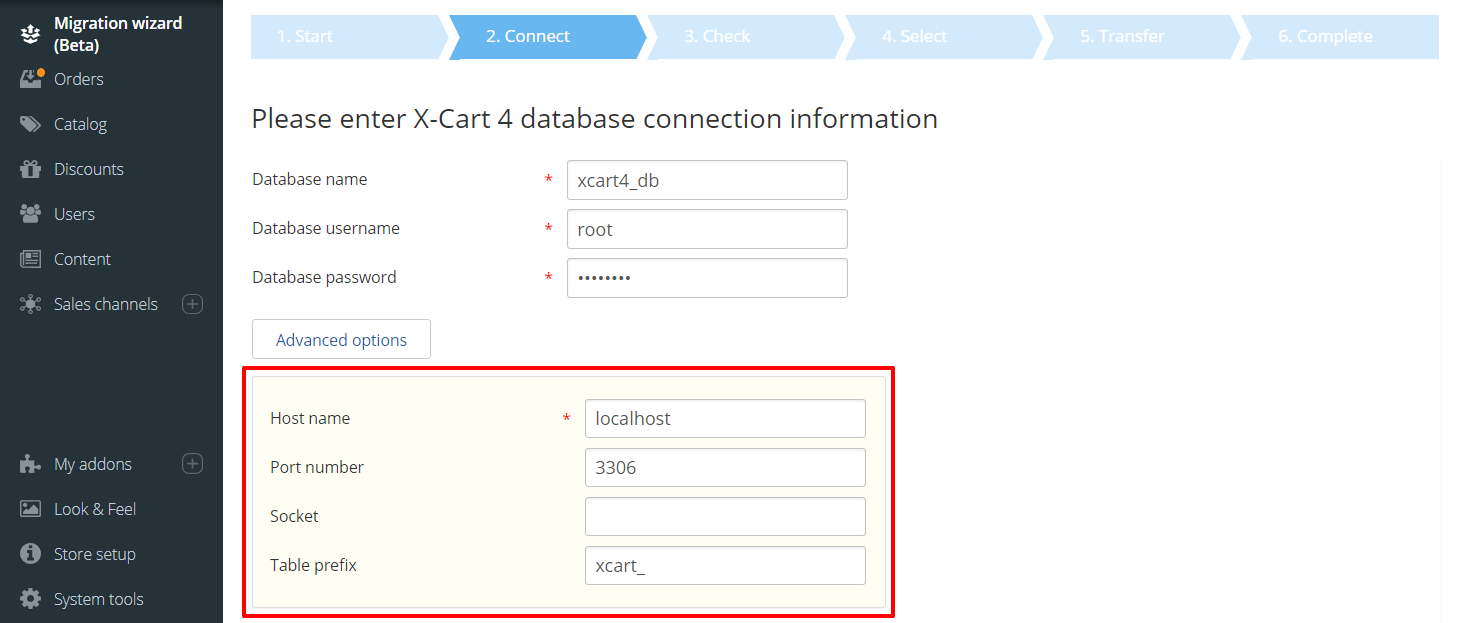 Migration wizard
(Beta)
Orders
Catalog
Discounts
Users
Content
Sales channels
My addons
Look & Feel
Store setup
System tools
1. Start
2. Connect
3. Check
4. Select
5. Transfer
6. Complete
Please enter X-Cart 4 database connection information
Database name * xcart4_db
Database username * root
Database password * ••••••••
Advanced options
Host name * localhost
Port number 3306
Socket
Table prefix xcart_